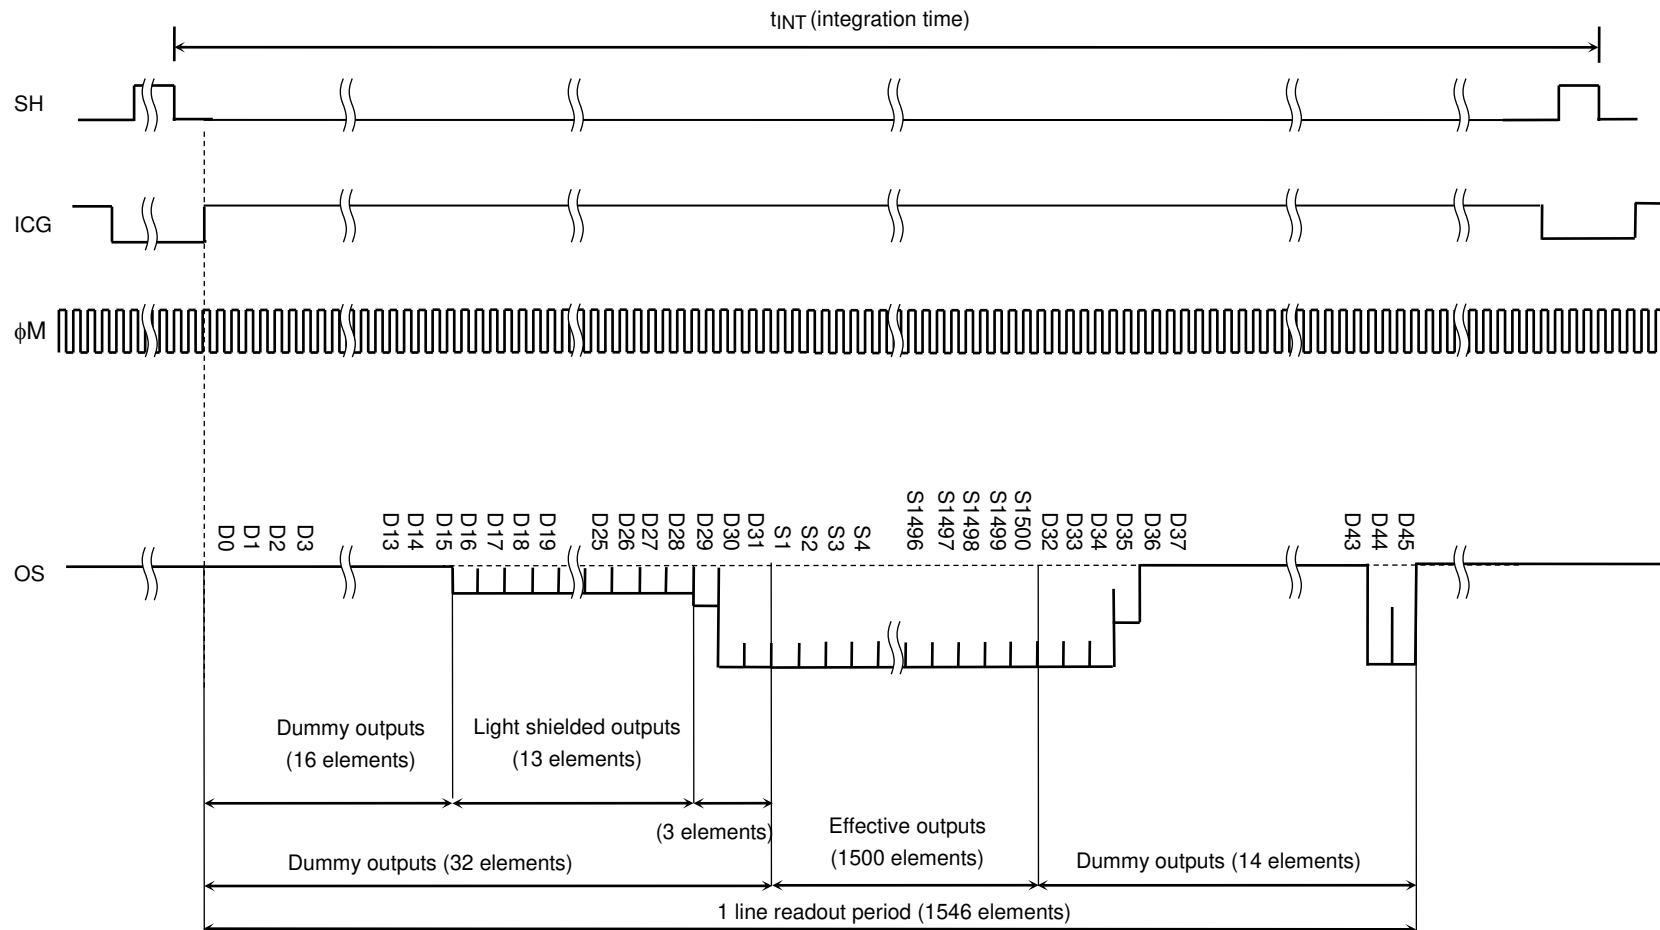 tINT (integration time)
SH
ICG
ϕM
D0
D1
D2
D3
D13
D14
D15
D16
D17
D18
D19
D25
D26
D27
D28
D29
D30
D31
S1
S2
S3
S4
S1496
S1497
S1498
S1499
S1500
D32
D33
D34
D35
D36
D37
D43
D44
D45
OS
Dummy outputs
(16 elements)
Light shielded outputs
(13 elements)
(3 elements)
Effective outputs
(1500 elements)
Dummy outputs (32 elements)
Dummy outputs (14 elements)
1 line readout period (1546 elements)